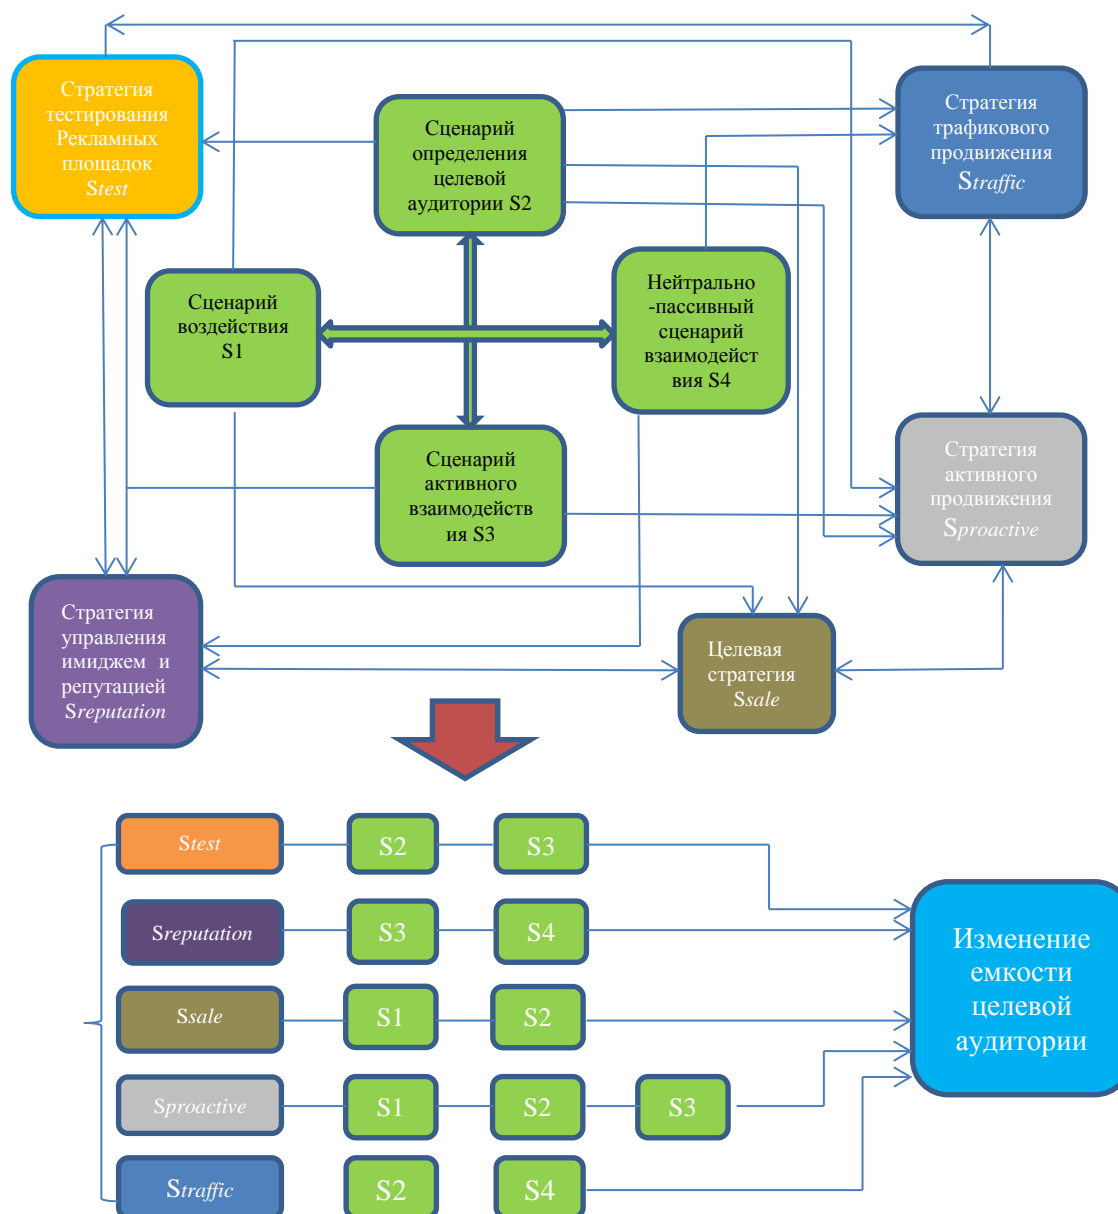 Стратегия
тестирования
Рекламных
площадок
Stest
Сценарий
определения
целевой
аудитории S2
Стратегия
трафикового
продвижения
Straffic
Сценарий
воздействия
S1
Нейтрально
-пассивный
сценарий
взаимодейст
вия S4
Сценарий
активного
взаимодейств
ия S3
Стратегия
активного
продвижения
Sproactive
Стратегия
управления
имиджем и
репутацией
Sreputation
Целевая
стратегия
Ssale
Stest
S2
S3
Sreputation
S3
S4
Ssale
S1
S2
Sproactive
S1
S2
S3
Straffic
S2
S4
Изменение
емкости
целевой
аудитории